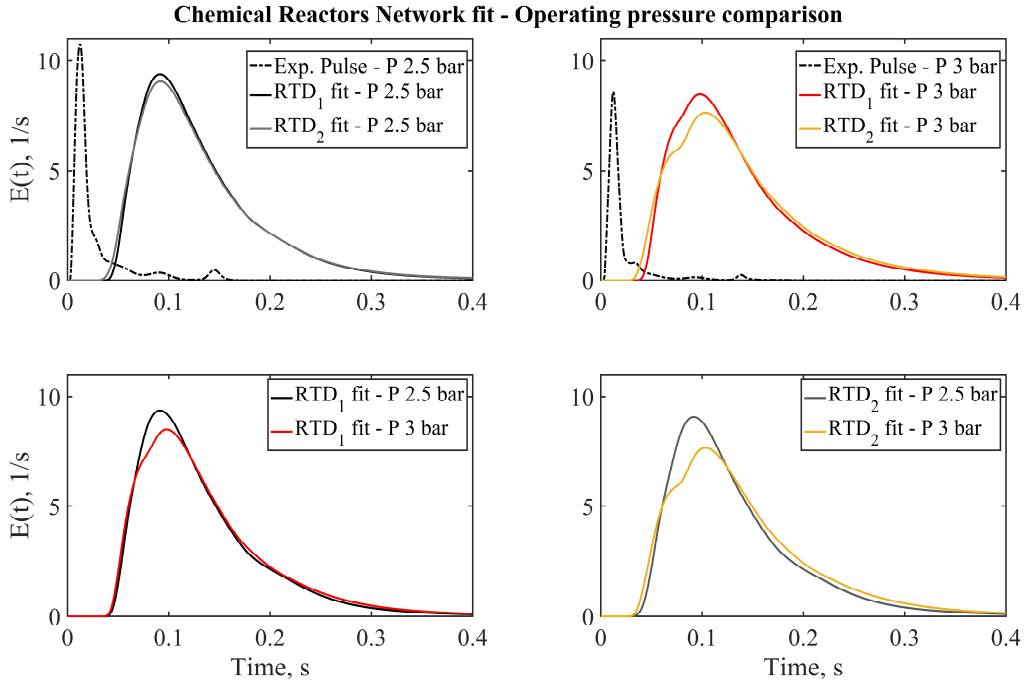 Chemical Reactors Network fit - Operating pressure comparison
E(t), 1/s
10
5
0
Exp. Pulse - P 2.5 bar
RTD1 fit - P 2.5 bar
RTD2 fit - P 2.5 bar
0 0.1 0.2 0.3 0.4
10
5
0
Exp. Pulse - P 3 bar
RTD1 fit - P 3 bar
RTD2 fit - P 3 bar
0 0.1 0.2 0.3 0.4
E(t), 1/s
10
5
0
RTD1 fit - P 2.5 bar
RTD1 fit - P 3 bar
0 0.1 0.2 0.3 0.4
Time, s
10
5
0
RTD2 fit - P 2.5 bar
RTD2 fit - P 3 bar
0 0.1 0.2 0.3 0.4
Time, s